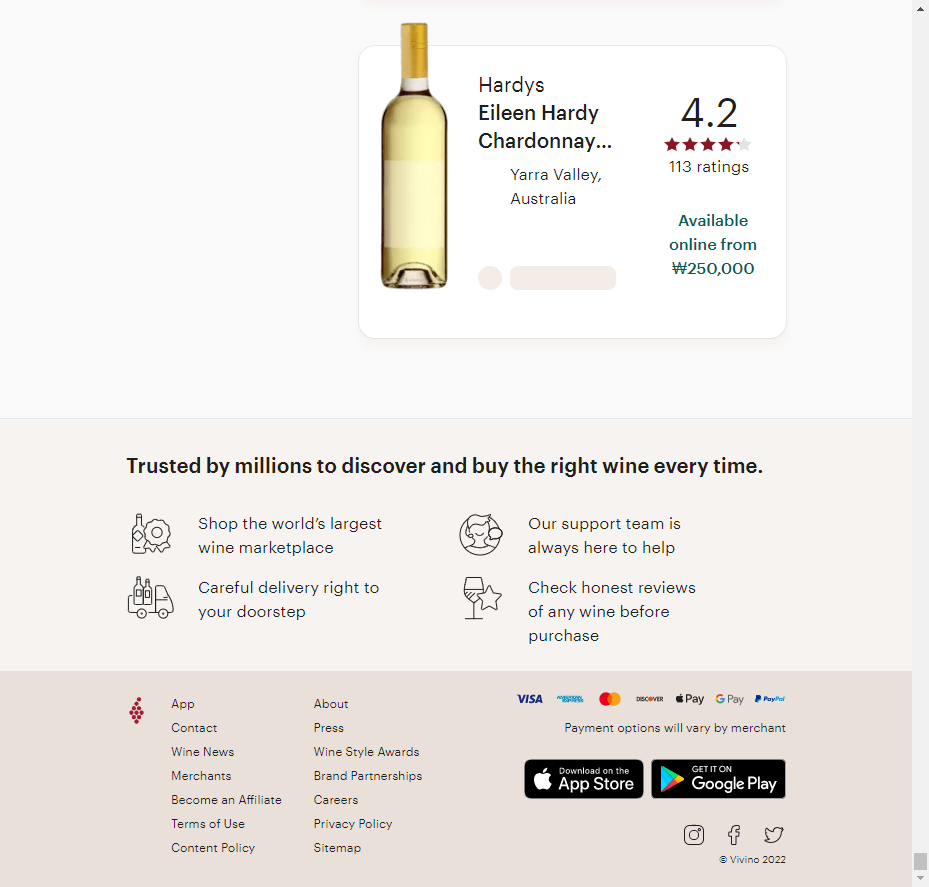 Hardys
Eileen Hardy
Chardonnay...
Yarra Valley,
Australia
4.2
113 ratings
Available
online from
₩250,000
Trusted by millions to discover and buy the right wine every time.
Shop the world's largest
wine marketplace
Our support team is
always here to help
Careful delivery right to
your doorstep
Check honest reviews
of any wine before
purchase
App
Contact
Wine News
Merchants
Become an Affiliate
Terms of Use
Content Policy
About
Press
Wine Style Awards
Brand Partnerships
Careers
Privacy Policy
Sitemap
VISA AMERICAN EXPRESS DISCOVER Pay G Pay PayPal
Payment options will vary by merchant
Download on the
App Store
GET IT ON
Google Play
© Vivino 2022